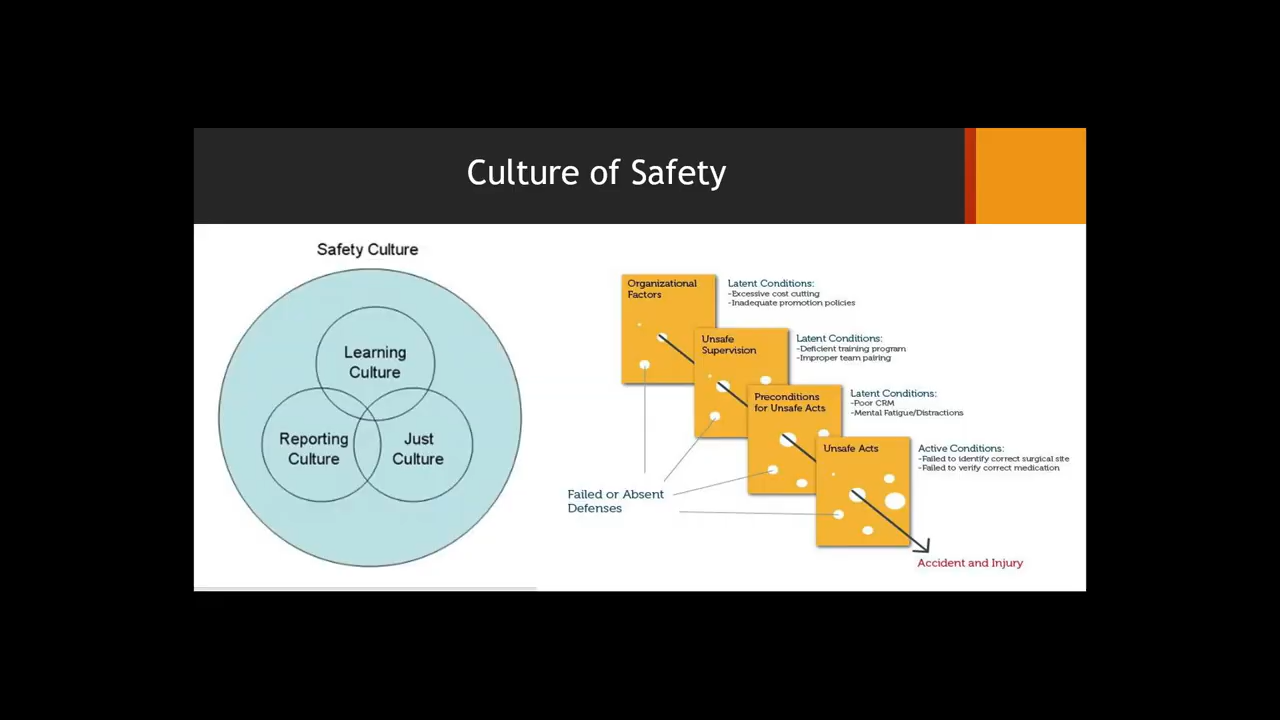 Culture of Safety
Safety Culture
Learning
Culture
Reporting
Culture
Just
Culture
Organizational
Factors
Latent Conditions:
-Excessive cost cutting
-Inadequate promotion policies
Unsafe
Supervision
Latent Conditions:
-Deficient training program
-Improper team pairing
Preconditions
for Unsafe Acts
Latent Conditions:
-Poor CRM
-Mental Fatigue/Distractions
Unsafe Acts
Active Conditions:
-Failed to identify correct surgical site
-Failed to verify correct medication
Failed or Absent
Defenses
Accident and Injury